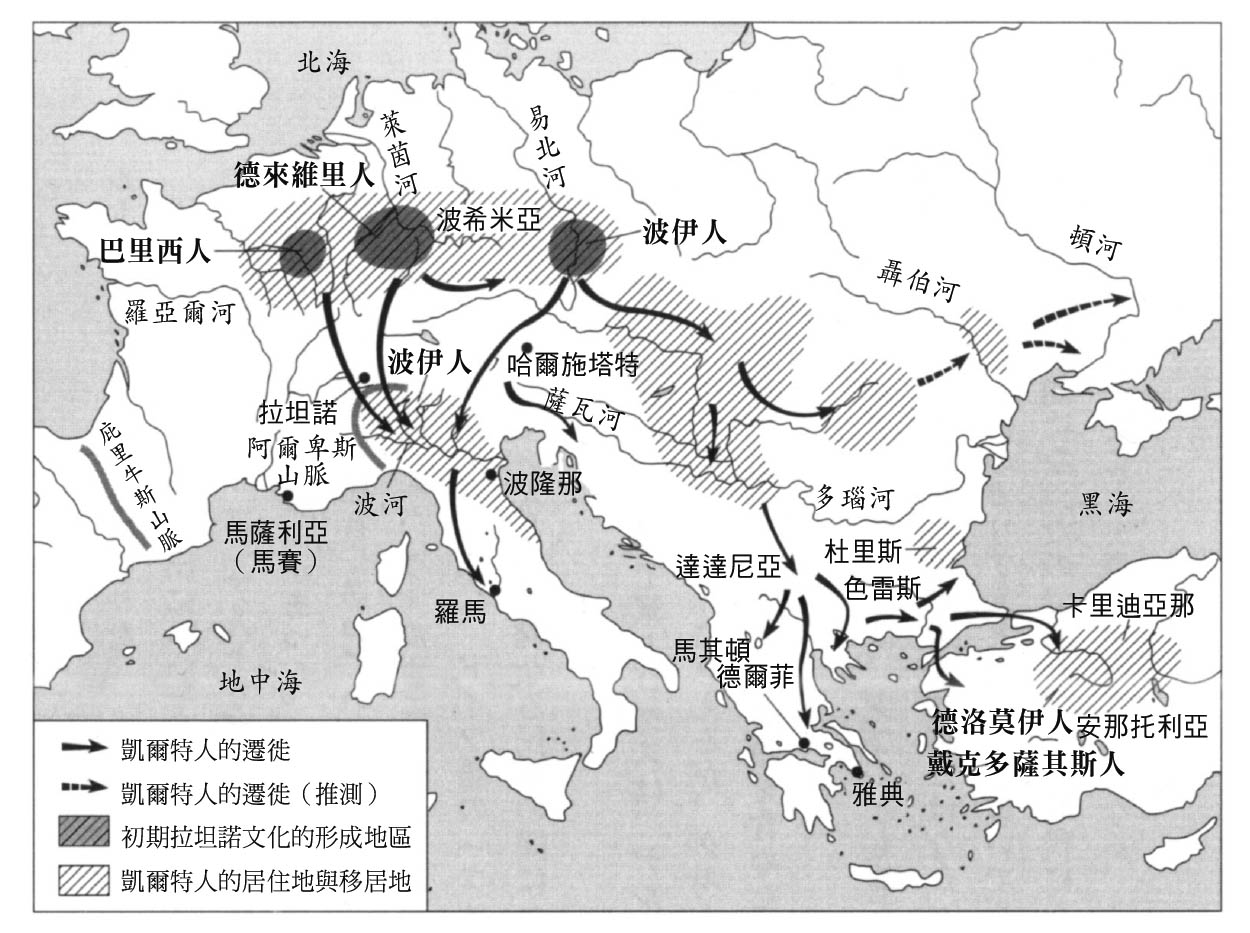 北海
萊茵河
易北河
德來維里人
波希米亞
波伊人
巴里西人
頓河
聶伯河
羅亞爾河
波伊人
哈爾施塔特
薩瓦河
拉坦諾
阿爾卑斯
山脈
庇里牛斯山脈
波河
波隆那
多瑙河
黑海
馬薩利亞
（馬賽）
達達尼亞
杜里斯
色雷斯
卡里迪亞那
羅馬
馬其頓
德爾菲
地中海
德洛莫伊人
安那托利亞
戴克多薩其斯人
雅典
凱爾特人的遷徙
凱爾特人的遷徙（推測）
初期拉坦諾文化的形成地區
凱爾特人的居住地與移居地